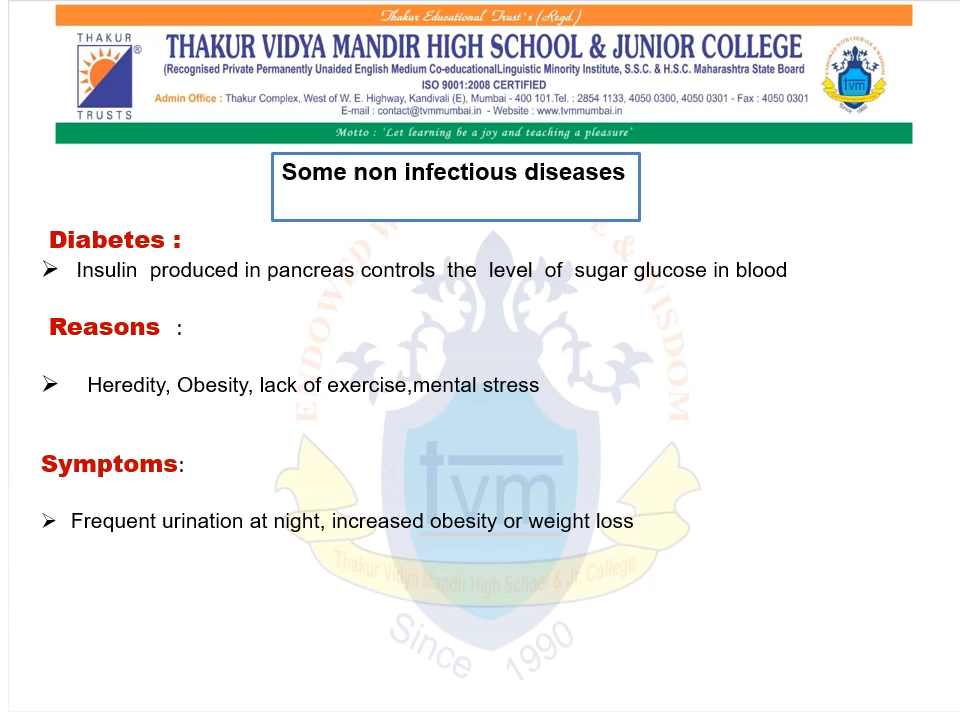 Thakur Educational Trust`s (Regd.)
THAKUR
®
TRUSTS
THAKUR VIDYA MANDIR HIGH SCHOOL & JUNIOR COLLEGE
(Recognised Private Permanently Unaided English Medium Co-educationalLinguistic Minority Institute, S.S.C. & H.S.C. Maharashtra State Board
ISO 9001:2008 CERTIFIED
Admin Office : Thakur Complex, West of W. E. Highway, Kandivali (E), Mumbai - 400 101.Tel. : 2854 1133, 4050 0300, 4050 0301 - Fax : 4050 0301
E-mail : contact@tvmmumbai.in - Website : www.tvmmumbai.in
tvm
Since 1990
Motto : 'Let learning be a joy and teaching a pleasure'
Some non infectious diseases
Diabetes :
➢ Insulin produced in pancreas controls the level of sugar glucose in blood
Reasons :
➢ Heredity, Obesity, lack of exercise,mental stress
Symptoms:
➢ Frequent urination at night, increased obesity or weight loss
ENDOWED W & WISDOM
tvm
Thakur Vidya Mandir High School & Jr. College
Since 1990